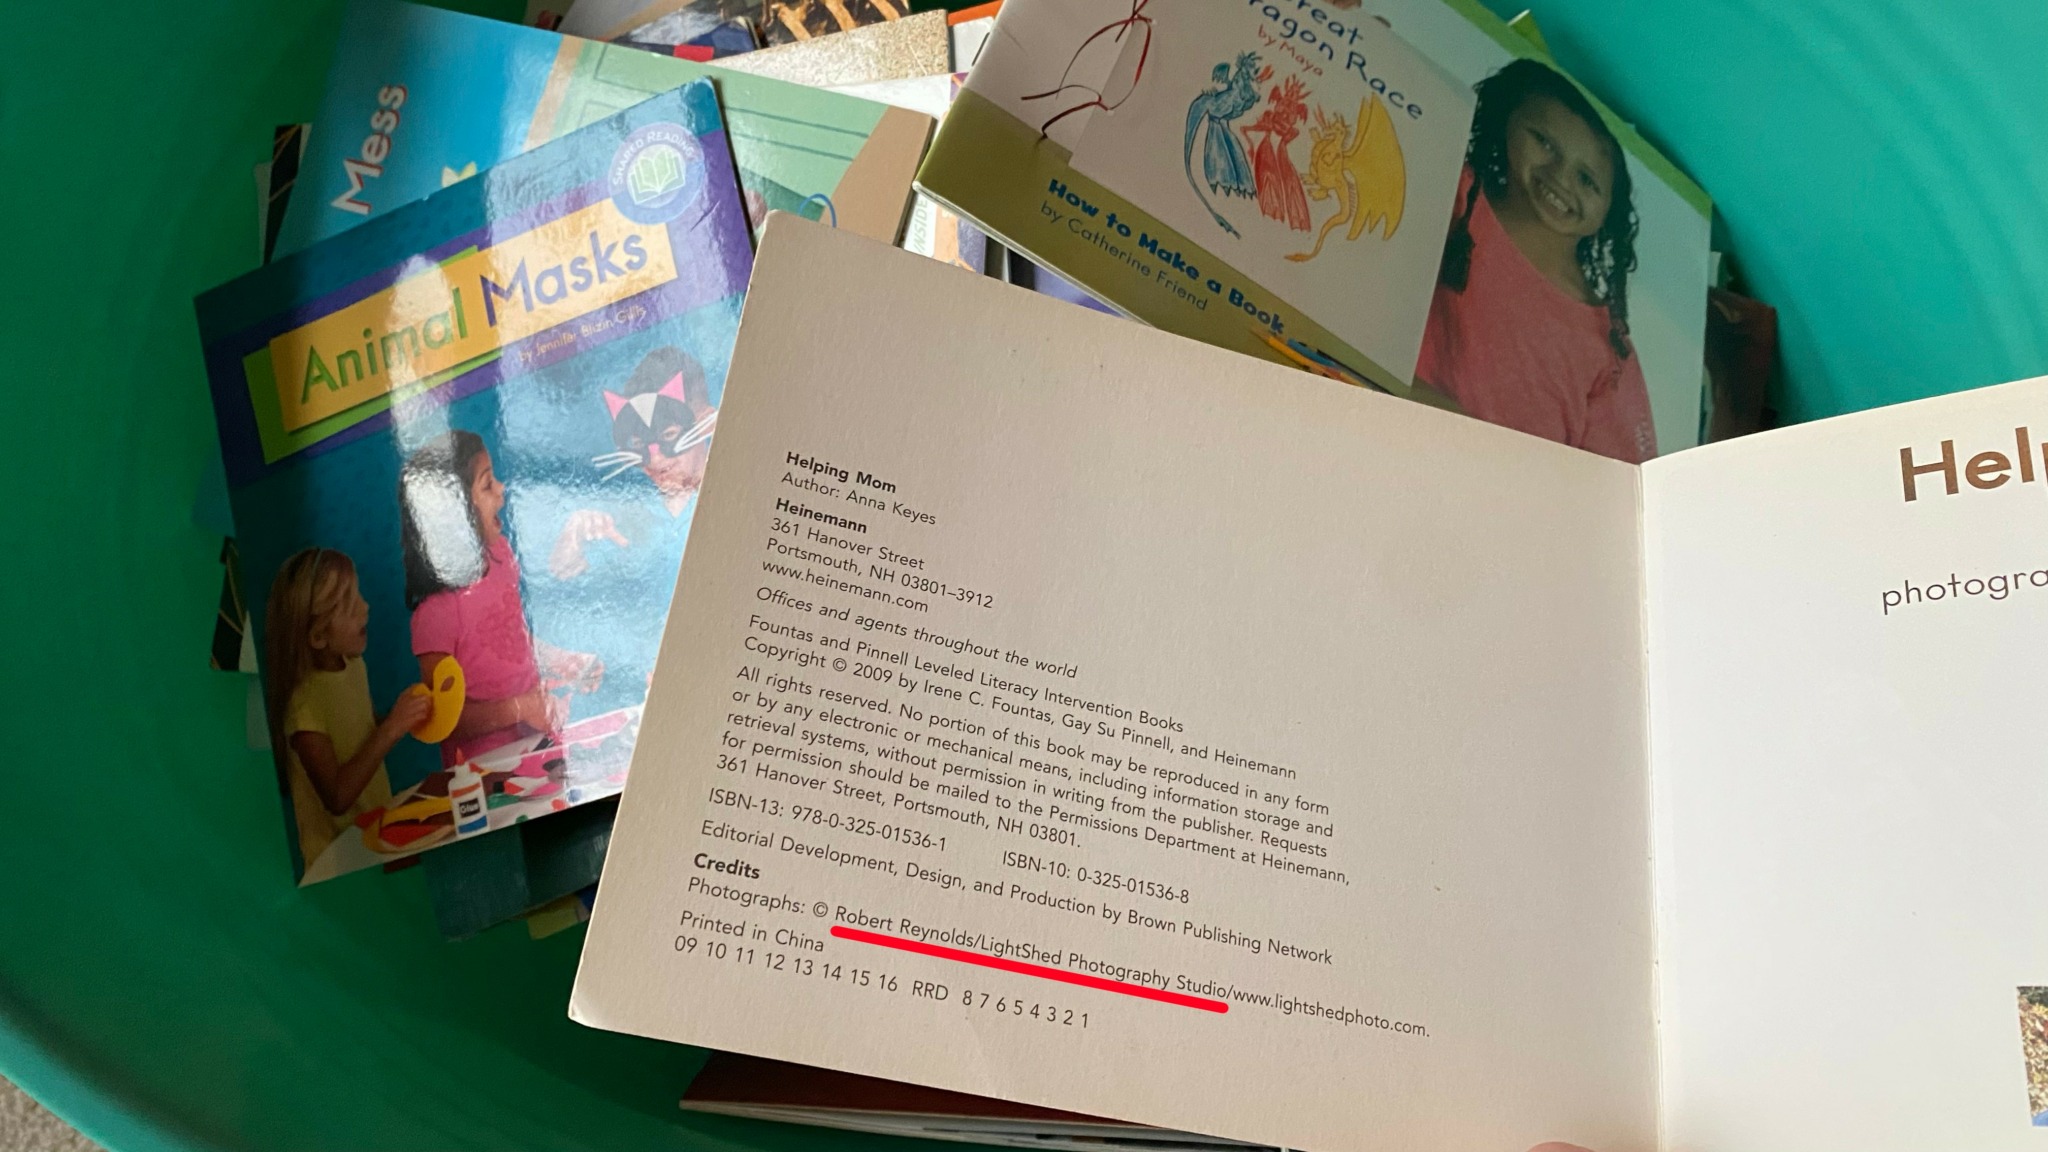 Mess
SHARED READING
Animal Masks
by Jennifer Blizin Gillis
INSIDE
Great
Dragon Race
by Maya
How to Make a Book
by Catherine Friend
Glue
Helping Mom
Author: Anna Keyes
Heinemann
361 Hanover Street
Portsmouth, NH 03801–3912
www.heinemann.com
Offices and agents throughout the world
Fountas and Pinnell Leveled Literacy Intervention Books
Copyright © 2009 by Irene C. Fountas, Gay Su Pinnell, and Heinemann
All rights reserved. No portion of this book may be reproduced in any form
or by any electronic or mechanical means, including information storage and
retrieval systems, without permission in writing from the publisher. Requests
for permission should be mailed to the Permissions Department at Heinemann,
361 Hanover Street, Portsmouth, NH 03801.
ISBN-13: 978-0-325-01536-1 ISBN-10: 0-325-01536-8
Editorial Development, Design, and Production by Brown Publishing Network
Credits
Photographs: © Robert Reynolds/LightShed Photography Studio/www.lightshedphoto.com.
Printed in China
09 10 11 12 13 14 15 16 RRD 8 7 6 5 4 3 2 1
Help
photogra